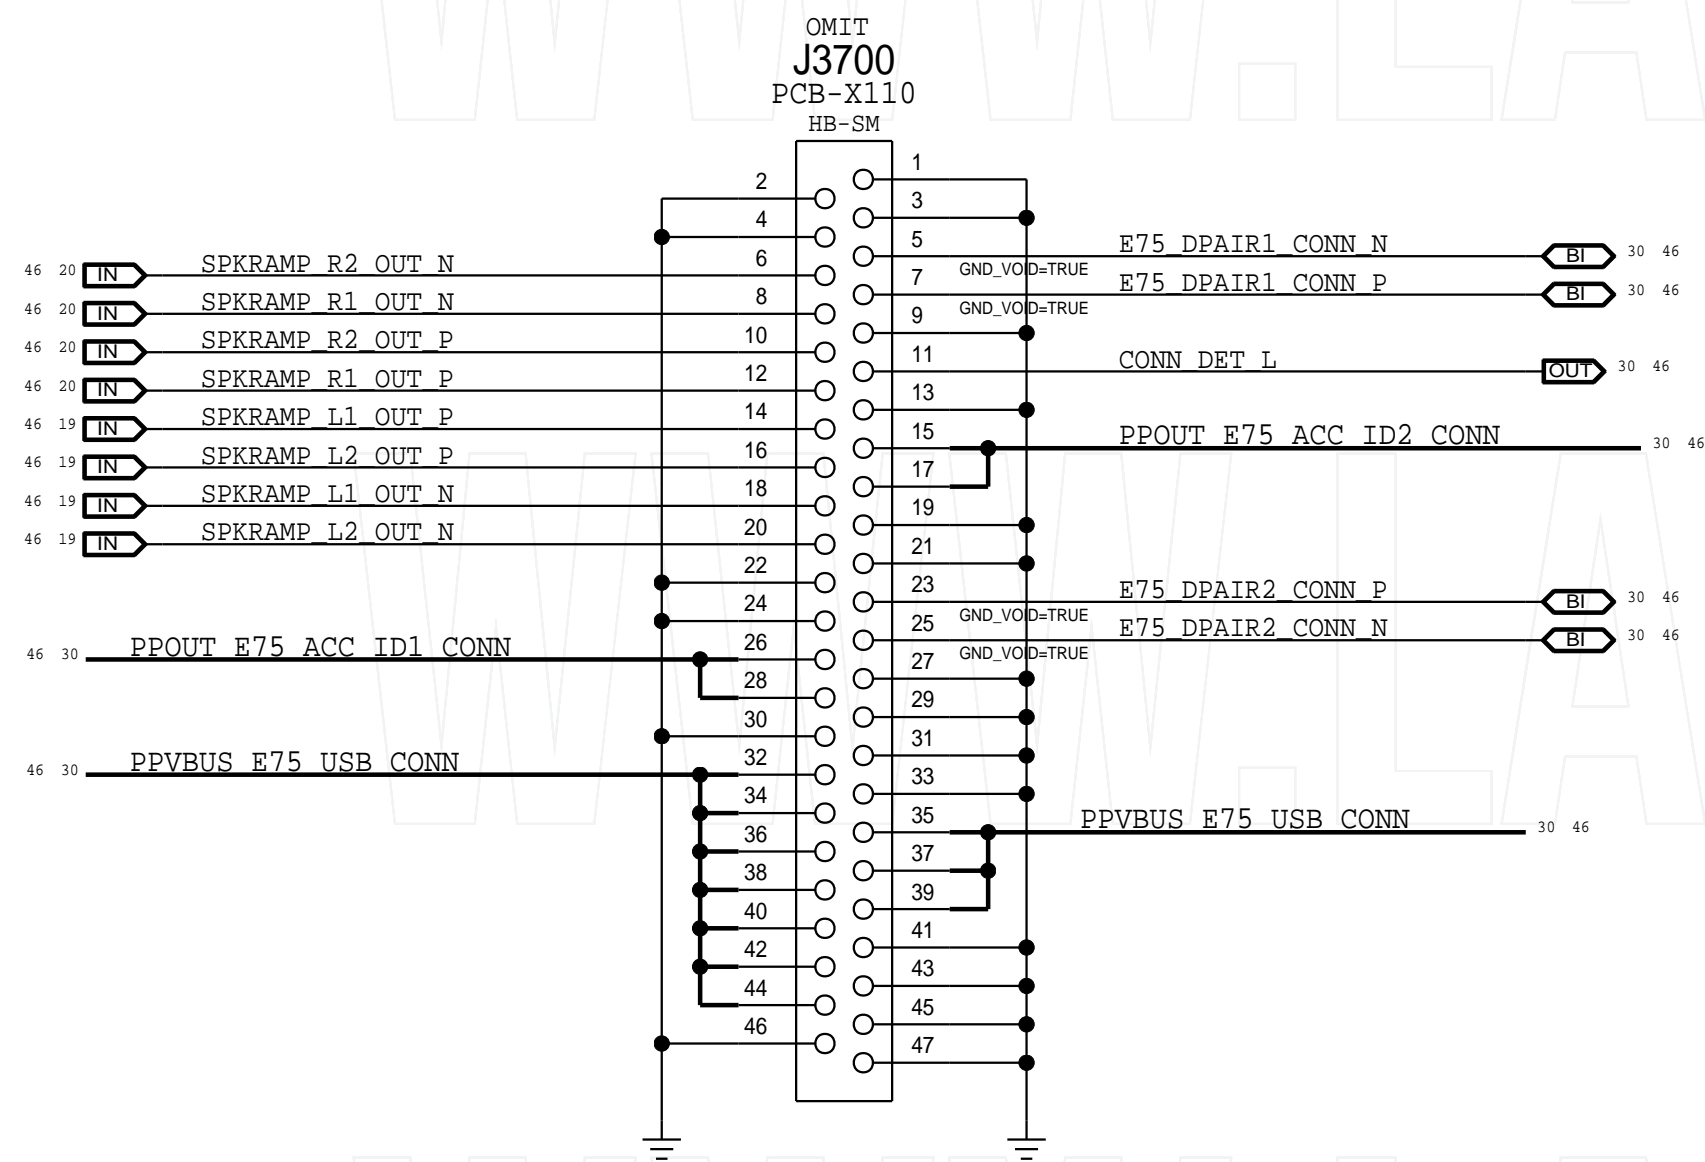 WWW.LA
OMIT
J3700
PCB-X110
HB-SM
1
2
3
4
46 20 IN SPKRAMP_R2_OUT_N 6
5 GND_VOID=TRUE E75_DPAIR1_CONN_N BI 30 46
46 20 IN SPKRAMP_R1_OUT_N 8
7 GND_VOID=TRUE E75_DPAIR1_CONN_P BI 30 46
9
46 20 IN SPKRAMP_R2_OUT_P 10
11 CONN_DET_L OUT 30 46
46 20 IN SPKRAMP_R1_OUT_P 12
13
46 19 IN SPKRAMP_L1_OUT_P 14
15 PPOUT_E75_ACC_ID2_CONN 30 46
46 19 IN SPKRAMP_L2_OUT_P 16
17
46 19 IN SPKRAMP_L1_OUT_N 18
19
46 19 IN SPKRAMP_L2_OUT_N 20
21
22
23 GND_VOID=TRUE E75_DPAIR2_CONN_P BI 30 46
24
25 GND_VOID=TRUE E75_DPAIR2_CONN_N BI 30 46
46 30 PPOUT_E75_ACC_ID1_CONN 26
27
28
29
30
31
46 30 PPVBUS_E75_USB_CONN 32
33
34
35 PPVBUS_E75_USB_CONN 30 46
36
37
38
39
40
41
42
43
44
45
46
47
WWW.LA